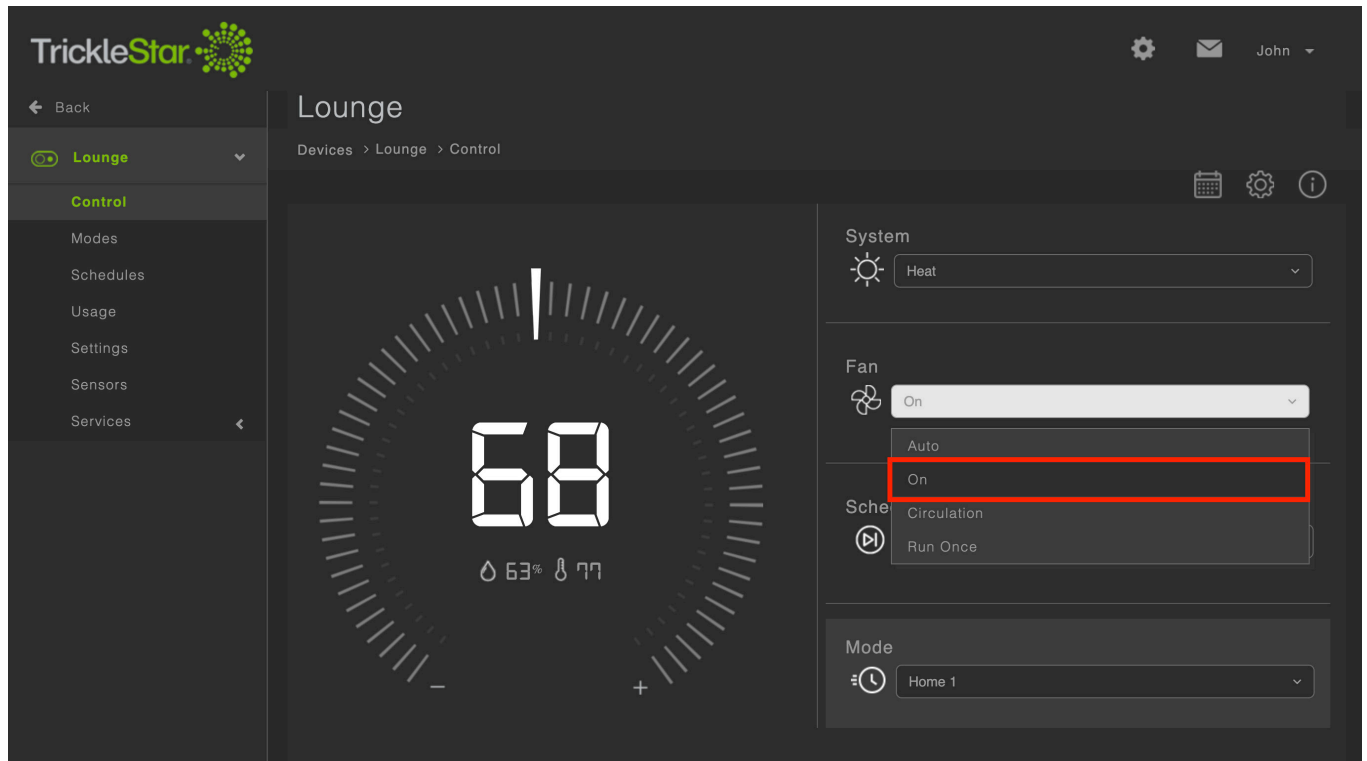 TrickleStar
John
Back
Lounge
Lounge
Devices > Lounge > Control
Control
Modes
Schedules
Usage
Settings
Sensors
Services
68
63% 77
- +
System
Heat
Fan
On
Auto
On
Circulation
Run Once
Sche
Mode
Home 1